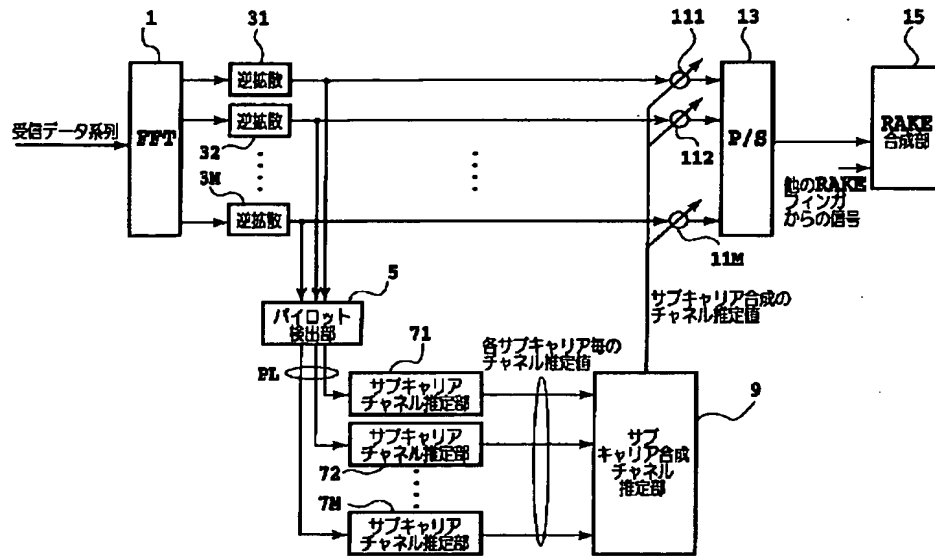 1
31
111
13
15
逆拡散
受信データ系列
FFT
逆拡散
32
3M
逆拡散
112
P/S
RAKE
合成部
他のRAKE
フィンガ
からの信号
11M
5
パイロット
検出部
サブキャリア合成の
チャネル推定値
PL
71
各サブキャリア毎の
チャネル推定値
サブキャリア
チャネル推定部
9
サブキャリア
チャネル推定部
72
サブ
キャリア合成
チャネル
推定部
7M
サブキャリア
チャネル推定部